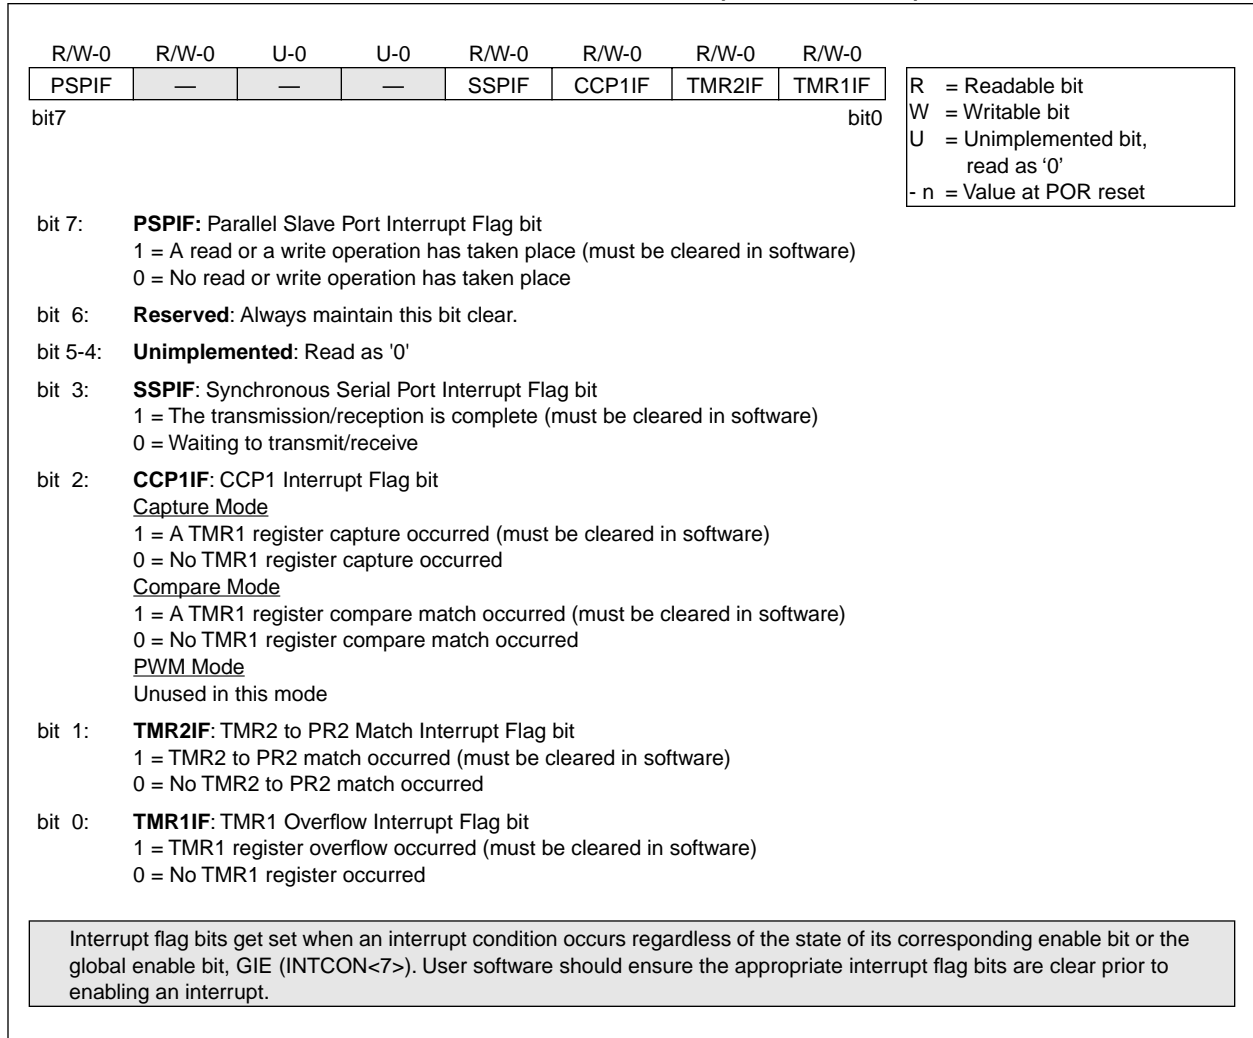 R/W-0 R/W-0 U-0 U-0 R/W-0 R/W-0 R/W-0 R/W-0
PSPIF — — — SSPIF CCP1IF TMR2IF TMR1IF
bit7 bit0
R = Readable bit
W = Writable bit
U = Unimplemented bit,
read as ‘0’
- n = Value at POR reset
bit 7: PSPIF: Parallel Slave Port Interrupt Flag bit
1 = A read or a write operation has taken place (must be cleared in software)
0 = No read or write operation has taken place
bit 6: Reserved: Always maintain this bit clear.
bit 5-4: Unimplemented: Read as '0'
bit 3: SSPIF: Synchronous Serial Port Interrupt Flag bit
1 = The transmission/reception is complete (must be cleared in software)
0 = Waiting to transmit/receive
bit 2: CCP1IF: CCP1 Interrupt Flag bit
Capture Mode
1 = A TMR1 register capture occurred (must be cleared in software)
0 = No TMR1 register capture occurred
Compare Mode
1 = A TMR1 register compare match occurred (must be cleared in software)
0 = No TMR1 register compare match occurred
PWM Mode
Unused in this mode
bit 1: TMR2IF: TMR2 to PR2 Match Interrupt Flag bit
1 = TMR2 to PR2 match occurred (must be cleared in software)
0 = No TMR2 to PR2 match occurred
bit 0: TMR1IF: TMR1 Overflow Interrupt Flag bit
1 = TMR1 register overflow occurred (must be cleared in software)
0 = No TMR1 register occurred
Interrupt flag bits get set when an interrupt condition occurs regardless of the state of its corresponding enable bit or the
global enable bit, GIE (INTCON<7>). User software should ensure the appropriate interrupt flag bits are clear prior to
enabling an interrupt.